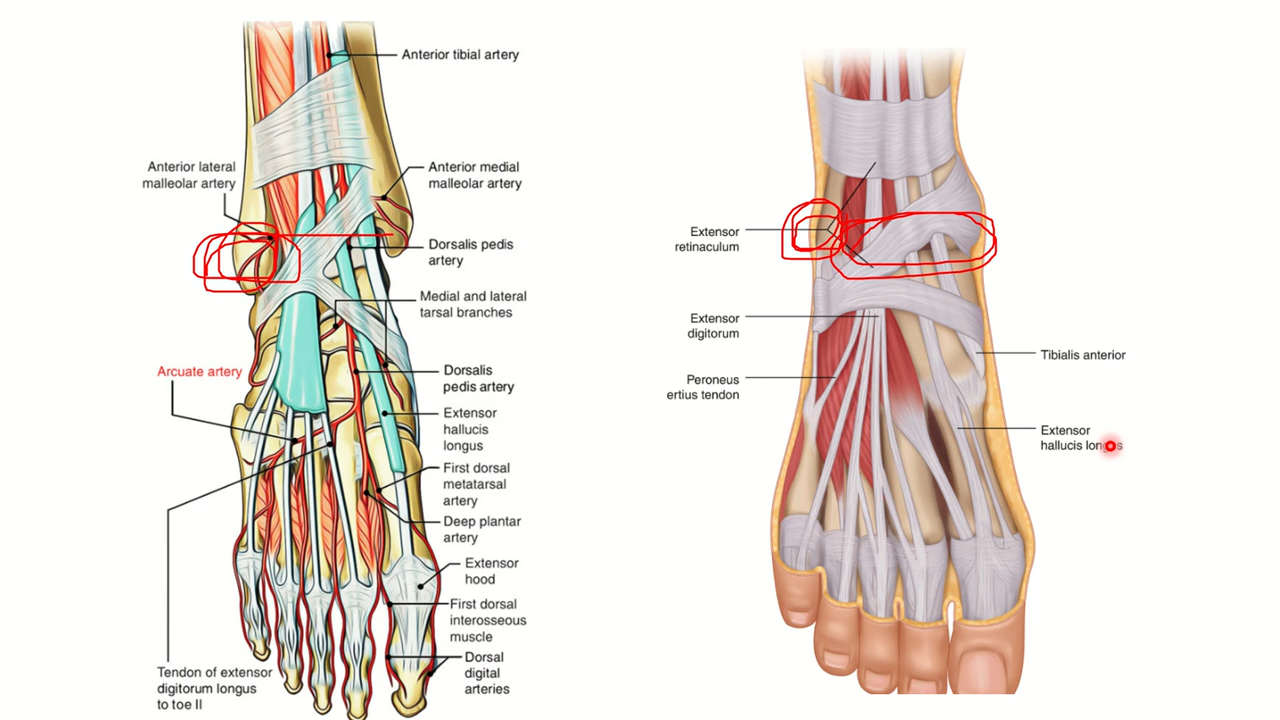 Anterior tibial artery
Anterior lateral
malleolar artery
Anterior medial
malleolar artery
Dorsalis pedis
artery
Medial and lateral
tarsal branches
Arcuate artery
Dorsalis
pedis artery
Extensor
hallucis
longus
First dorsal
metatarsal
artery
Deep plantar
artery
Extensor
hood
First dorsal
interosseous
muscle
Tendon of extensor
digitorum longus
to toe II
Dorsal
digital
arteries
Extensor
retinaculum
Extensor
digitorum
Peroneus
ertius tendon
Tibialis anterior
Extensor
hallucis longus